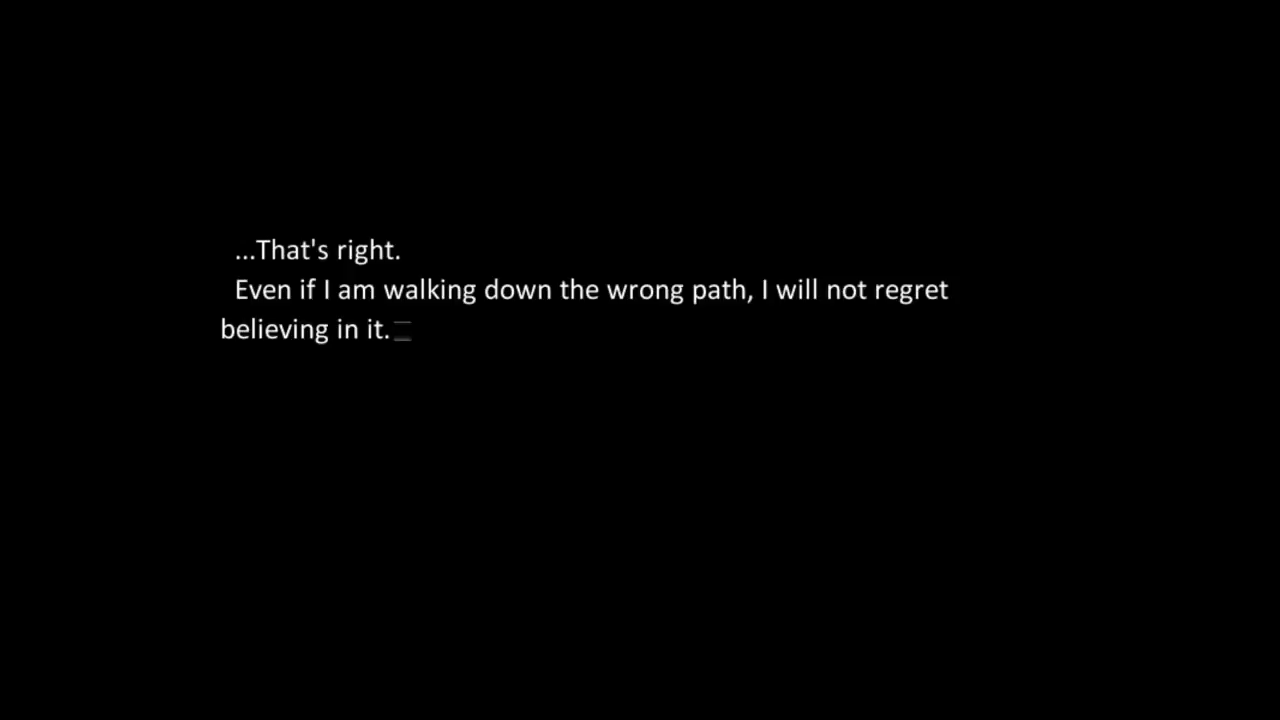 ...That's right.
Even if I am walking down the wrong path, I will not regret
believing in it.